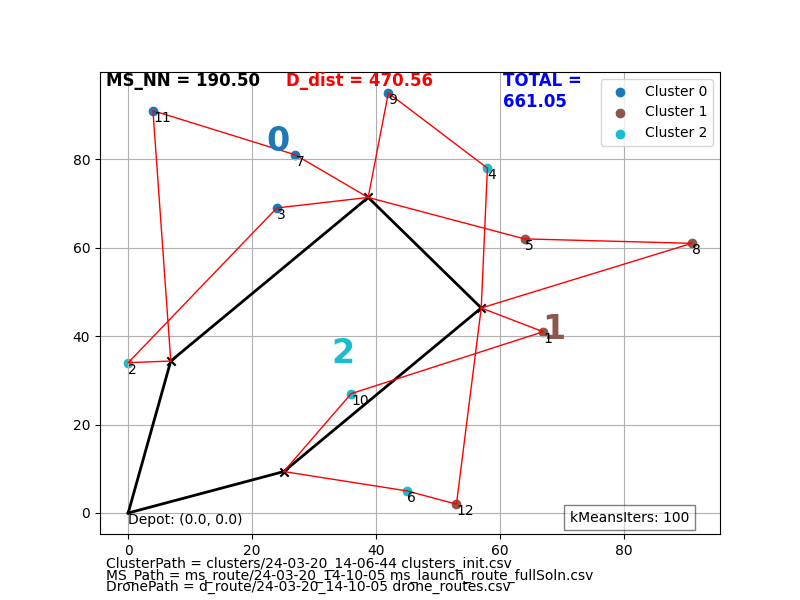 MS_NN = 190.50 D_dist = 470.56 TOTAL = 661.05
Cluster 0
Cluster 1
Cluster 2
9
11
0
7
4
80
3
5
8
60
1
1
40
2
2
10
20
6
12
kMeansIters: 100
0
Depot: (0.0, 0.0)
0 20 40 60 80
ClusterPath = clusters/24-03-20_14-06-44 clusters_init.csv
MS_Path = ms_route/24-03-20_14-10-05 ms_launch_route_fullSoln.csv
DronePath = d_route/24-03-20_14-10-05 drone_routes.csv